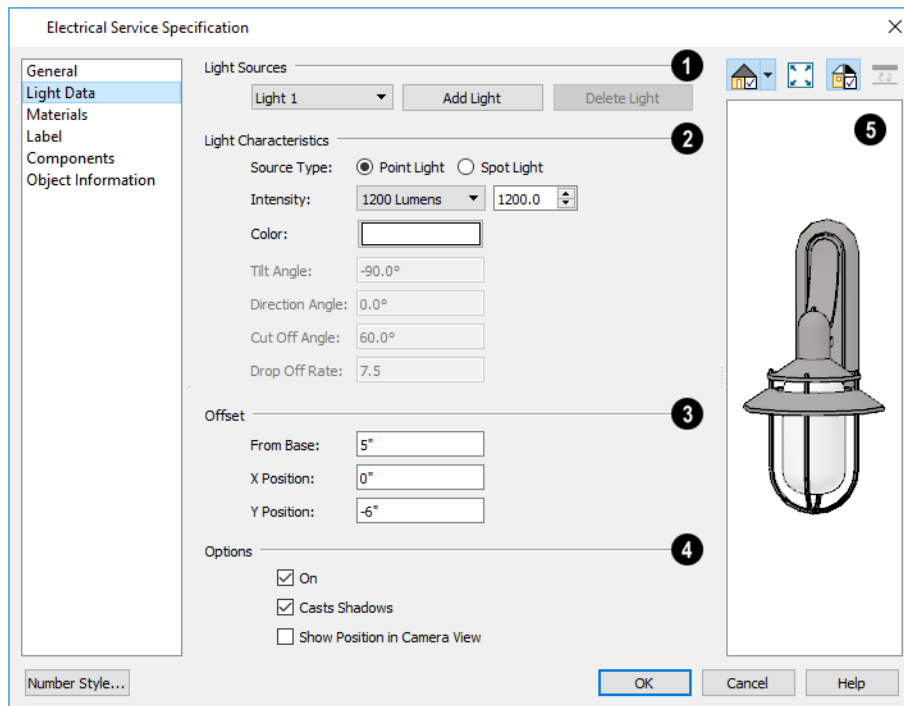 Electrical Service Specification
General
Light Data
Materials
Label
Components
Object Information
Light Sources
1
Light 1
Add Light
Delete Light
Light Characteristics
2
Source Type:
Point Light
Spot Light
Intensity:
1200 Lumens
1200.0
Color:
Tilt Angle:
-90.0°
Direction Angle:
0.0°
Cut Off Angle:
60.0°
Drop Off Rate:
7.5
Offset
3
From Base:
5"
X Position:
0"
Y Position:
-6"
Options
4
On
Casts Shadows
Show Position in Camera View
5
Number Style...
OK
Cancel
Help